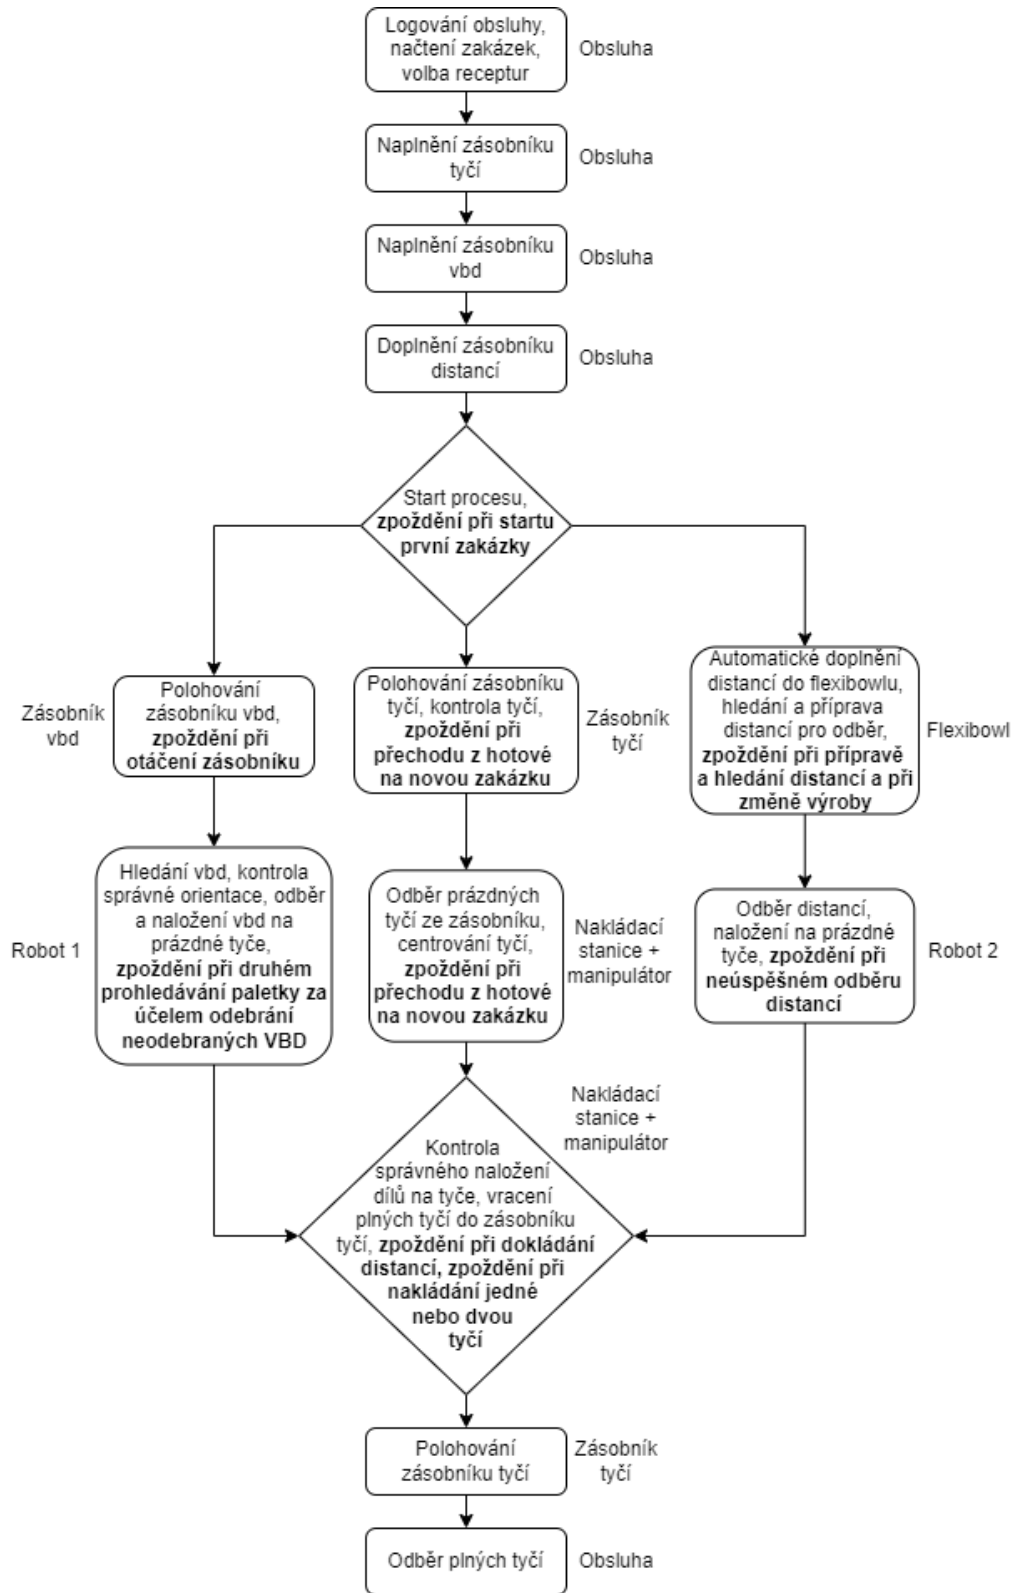 Logování obsluhy,
načtení zakázek,
volba receptur
Obsluha
Naplnění zásobníku
tyčí
Obsluha
Naplnění zásobníku
vbd
Obsluha
Doplnění zásobníku
distancí
Obsluha
Start procesu,
zpoždění při startu
první zakázky
Zásobník
vbd
Polohování
zásobníku vbd,
zpoždění při
otáčení zásobníku
Polohování zásobníku
tyčí, kontrola tyčí,
zpoždění při
přechodu z hotové
na novou zakázku
Zásobník
tyčí
Automatické doplnění
distancí do flexibowlu,
hledání a příprava
distancí pro odběr,
zpoždění při přípravě
a hledání distancí a při
změně výroby
Flexibowl
Robot 1
Hledání vbd, kontrola
správné orientace, odběr
a naložení vbd na
prázdné tyče,
zpoždění při druhém
prohledávání paletky za
účelem odebrání
neodebraných VBD
Odběr prázdných
tyčí ze zásobníku,
centrování tyčí,
zpoždění při
přechodu z hotové
na novou zakázku
Nakládací
stanice +
manipulátor
Odběr distancí,
naložení na prázdné
tyče, zpoždění při
neúspěšném odběru
distancí
Robot 2
Nakládací
stanice +
manipulátor
Kontrola
správného naložení
dílů na tyče, vracení
plných tyčí do zásobníku
tyčí, zpoždění při dokládání
distancí, zpoždění při
nakládání jedné
nebo dvou
tyčí
Polohování
zásobníku tyčí
Zásobník
tyčí
Odběr plných tyčí
Obsluha